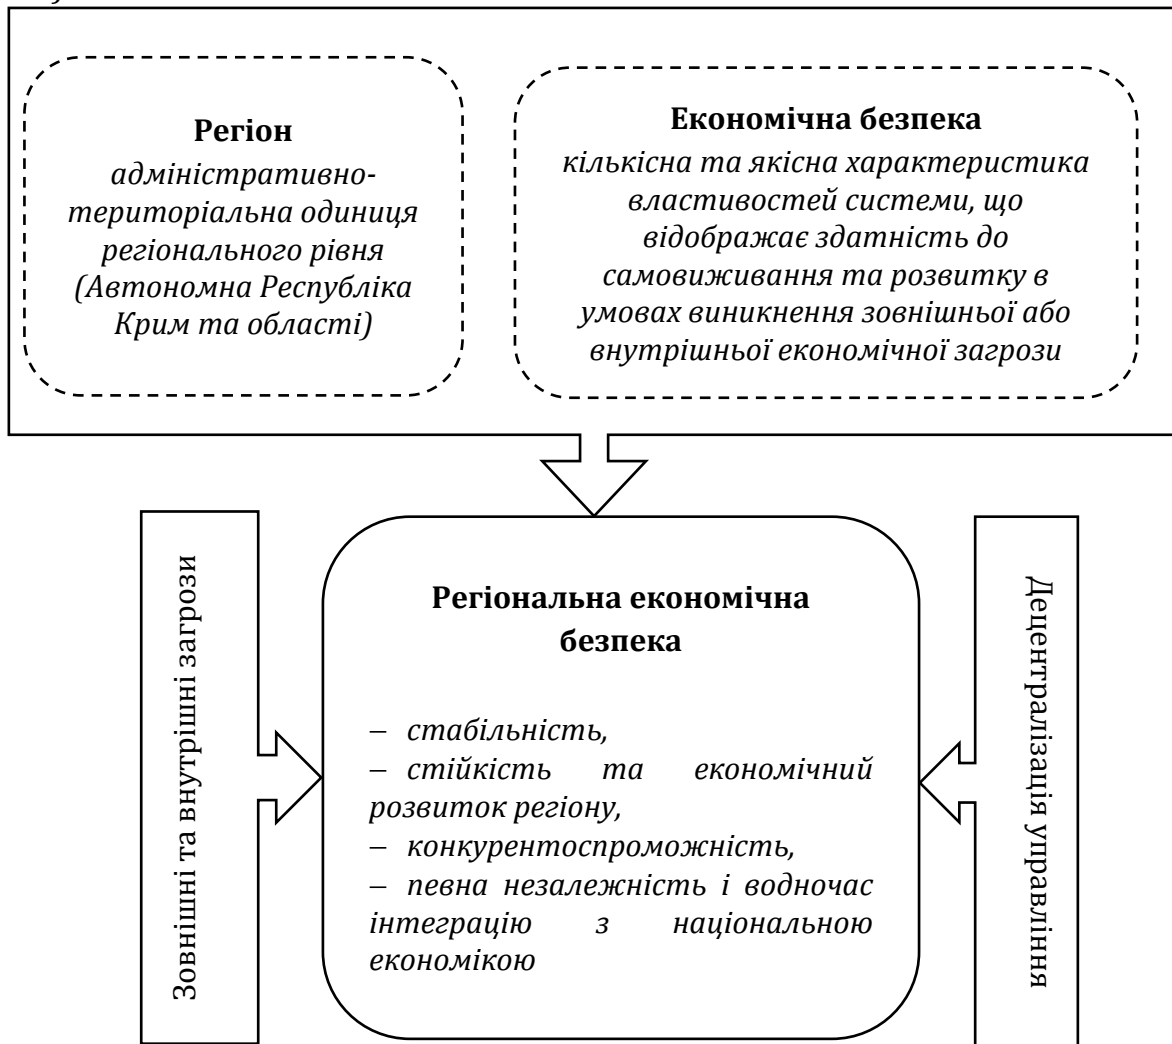 Регіон
адміністративно-
територіальна одиниця
регіонального рівня
(Автономна Республіка
Крим та області)
Економічна безпека
кількісна та якісна характеристика
властивостей системи, що
відображає здатність до
самовиживання та розвитку в
умовах виникнення зовнішньої або
внутрішньої економічної загрози
Зовнішні та внутрішні загрози
Регіональна економічна
безпека
– стабільність,
– стійкість та економічний
розвиток регіону,
– конкурентоспроможність,
– певна незалежність і водночас
інтеграцію з національною
економікою
Децентралізація управління